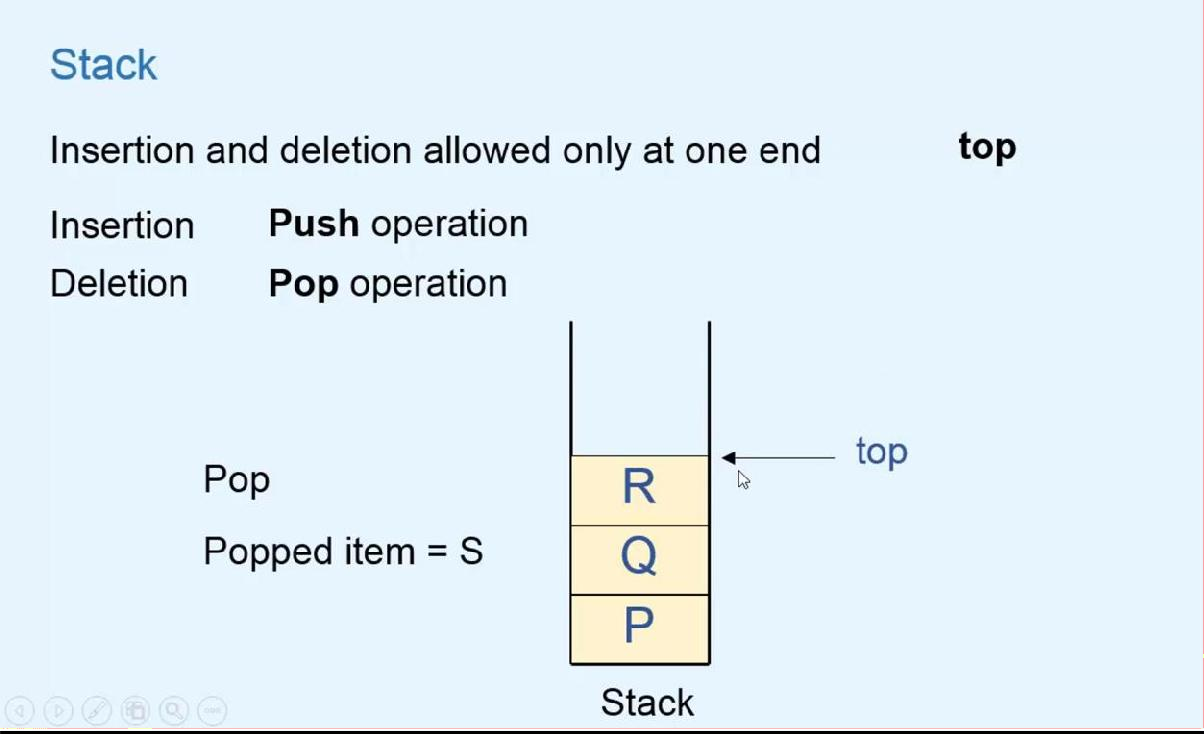 Stack
Insertion and deletion allowed only at one end top
Insertion Push operation
Deletion Pop operation
top
Pop
R
Popped item = S
Q
P
Stack